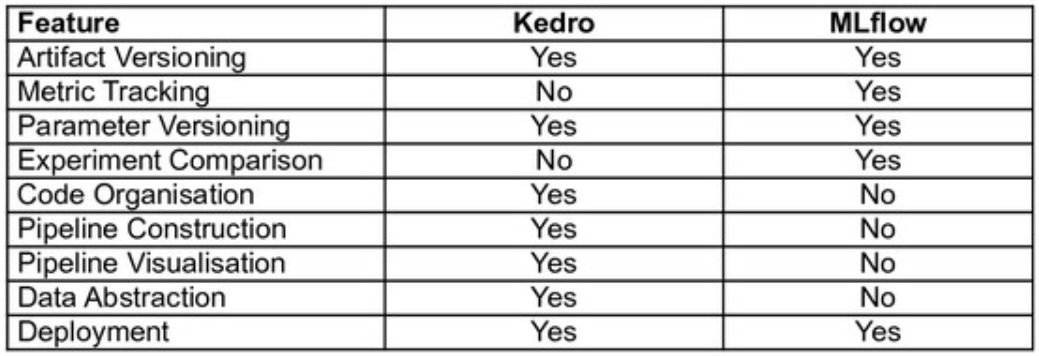 Feature Kedro MLflow
Artifact Versioning Yes Yes
Metric Tracking No Yes
Parameter Versioning Yes Yes
Experiment Comparison No Yes
Code Organisation Yes No
Pipeline Construction Yes No
Pipeline Visualisation Yes No
Data Abstraction Yes No
Deployment Yes Yes